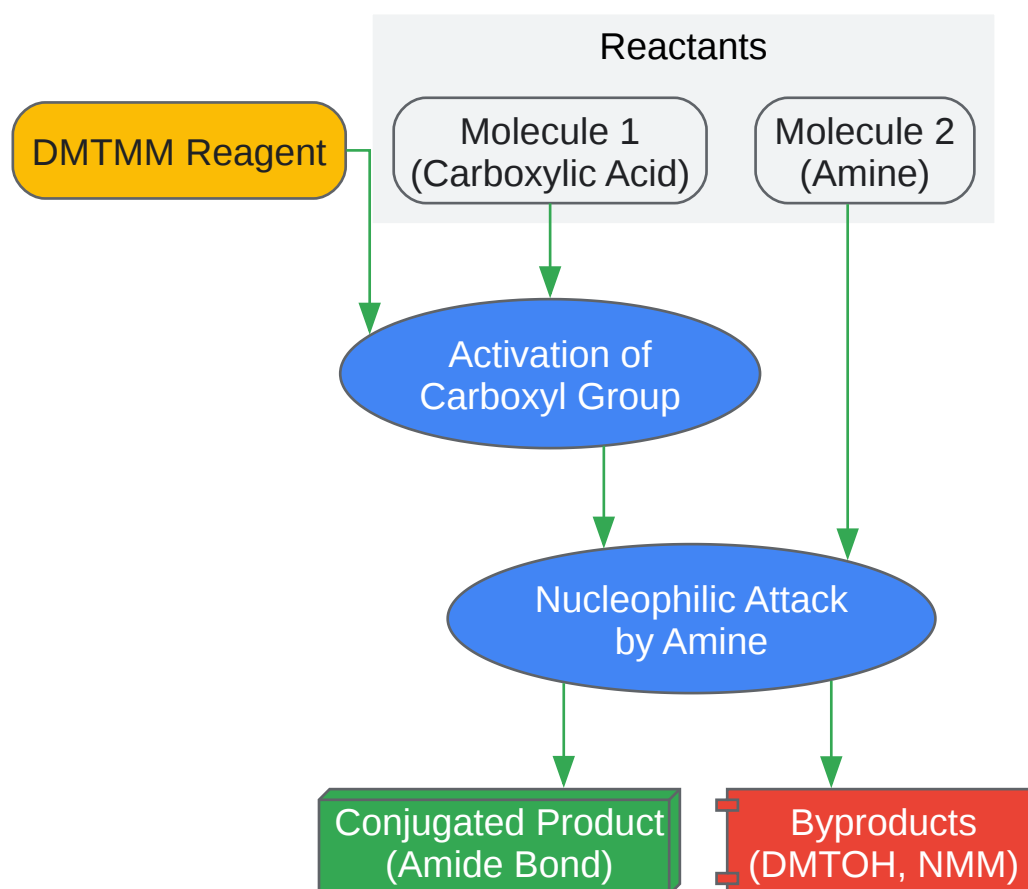 Reactants
DMTMM Reagent
Molecule 1
(Carboxylic Acid)
Molecule 2
(Amine)
Activation of
Carboxyl Group
Nucleophilic Attack
by Amine
Conjugated Product
(Amide Bond)
Byproducts
(DMTOH, NMM)